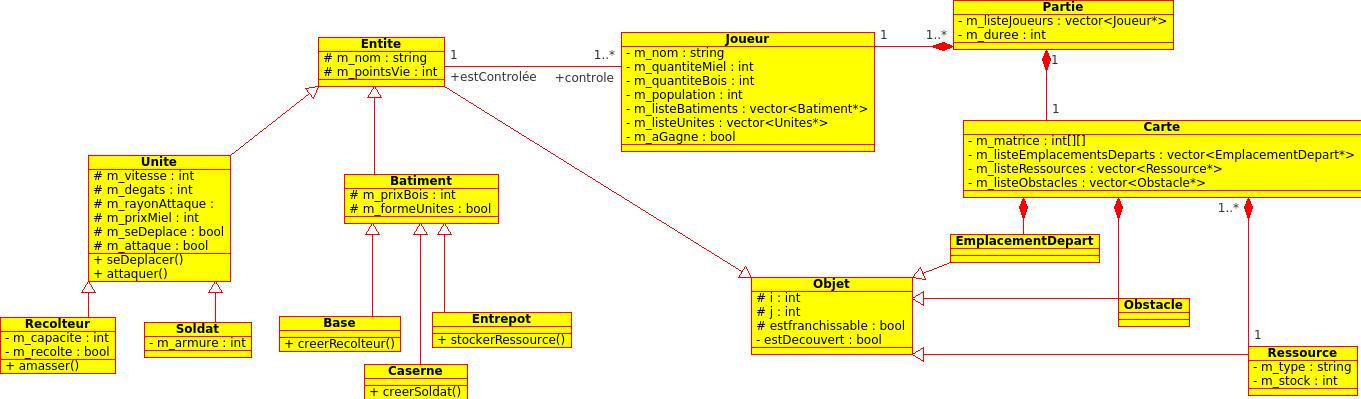 Partie
- m_listeJoueurs : vector<Joueur*>
- m_duree : int
Entite
# m_nom : string
# m_pointsVie : int
1
1..*
+estControlée
+controle
Joueur
- m_nom : string
- m_quantiteMiel : int
- m_quantiteBois : int
- m_population : int
- m_listeBatiments : vector<Batiment*>
- m_listeUnites : vector<Unites*>
- m_aGagne : bool
1
1..*
1
1
Carte
- m_matrice : int[][]
- m_listeEmplacementsDeparts : vector<EmplacementDepart*>
- m_listeRessources : vector<Ressource*>
- m_listeObstacles : vector<Obstacle*>
1..*
Unite
# m_vitesse : int
# m_degats : int
# m_rayonAttaque :
# m_prixMiel : int
# m_seDeplace : bool
# m_attaque : bool
+ seDeplacer()
+ attaquer()
Batiment
# m_prixBois : int
# m_formeUnites : bool
EmplacementDepart
Objet
# i : int
# j : int
# estfranchissable : bool
- estDecouvert : bool
Obstacle
1
Ressource
- m_type : string
- m_stock : int
Recolteur
- m_capacite : int
- m_recolte : bool
+ amasser()
Soldat
- m_armure : int
Base
+ creerRecolteur()
Entrepot
+ stockerRessource()
Caserne
+ creerSoldat()